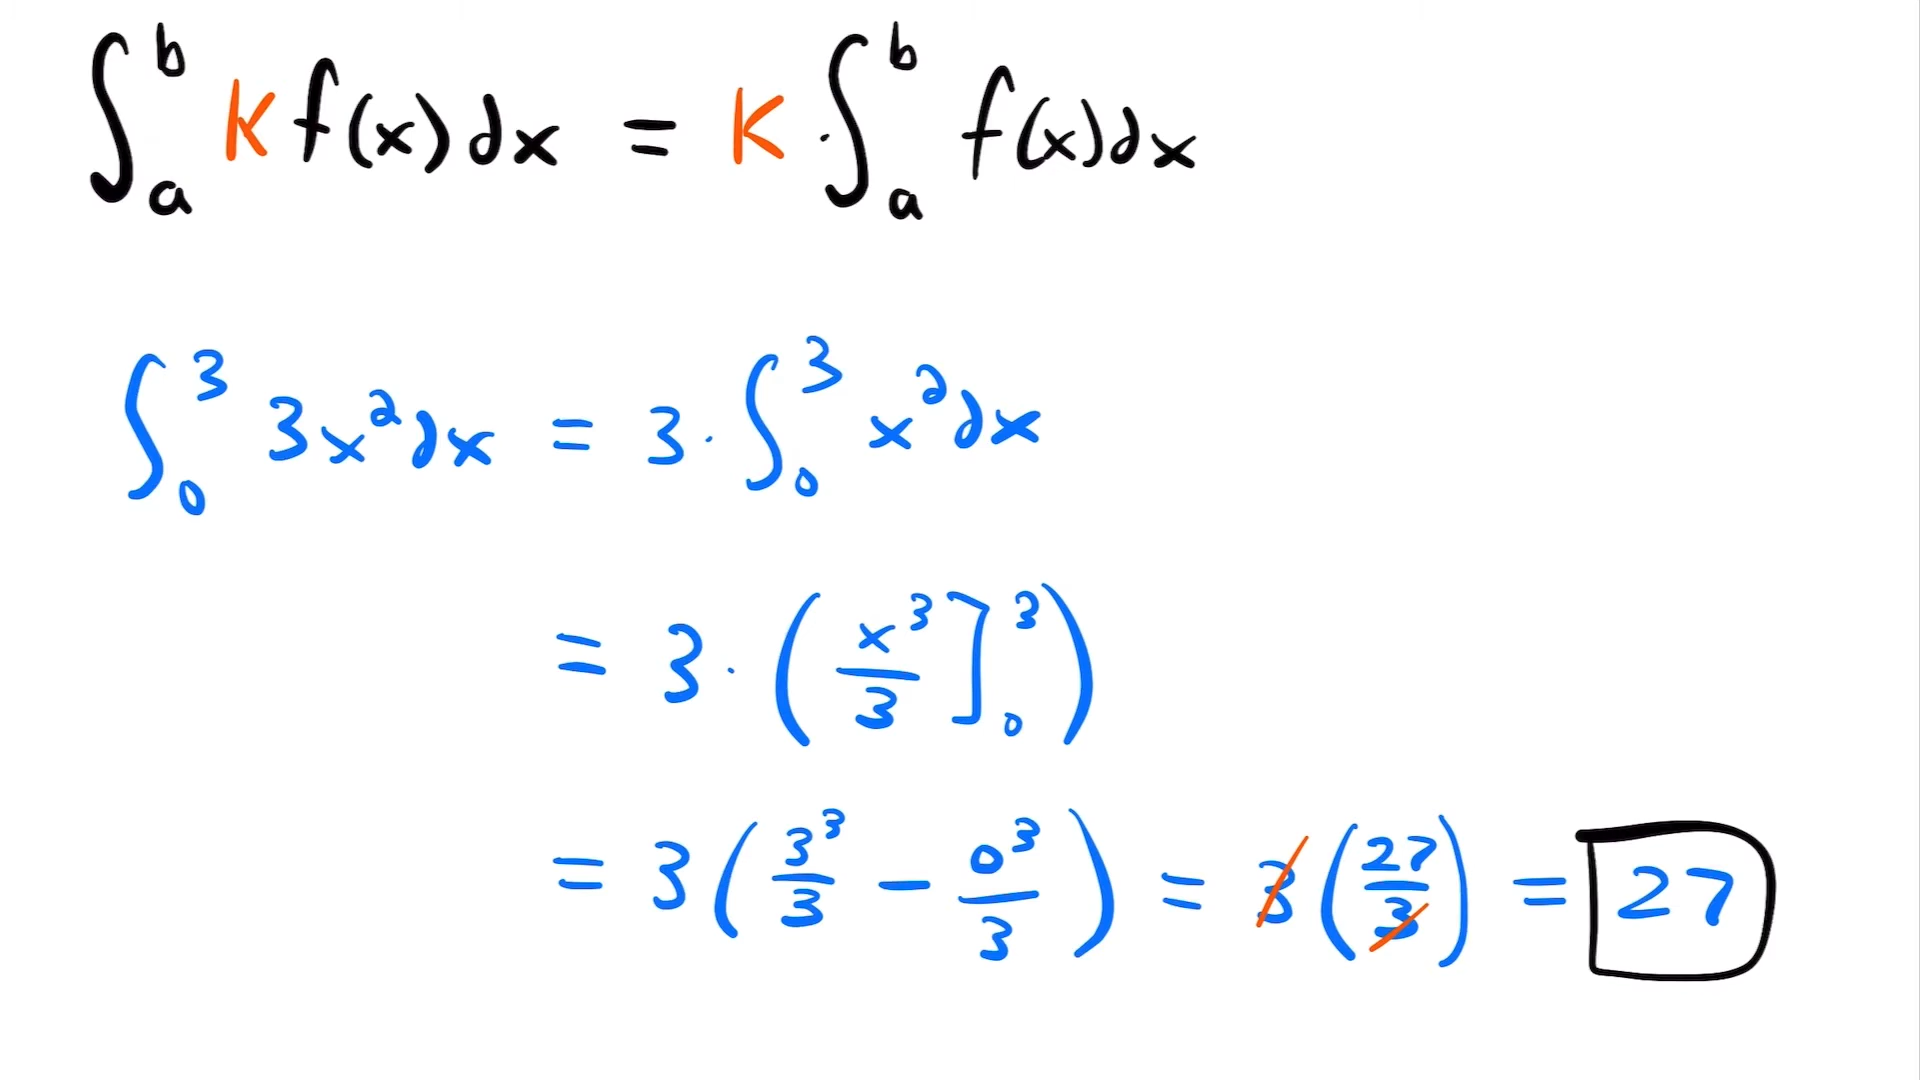 ∫_a^b K f(x) dx = K · ∫_a^b f(x) dx
∫_0^3 3x^2 dx = 3 · ∫_0^3 x^2 dx
= 3 · ( x^3/3 ]_0^3 )
= 3 ( 3^3/3 − 0^3/3 ) = 3 ( 27/3 ) = 27